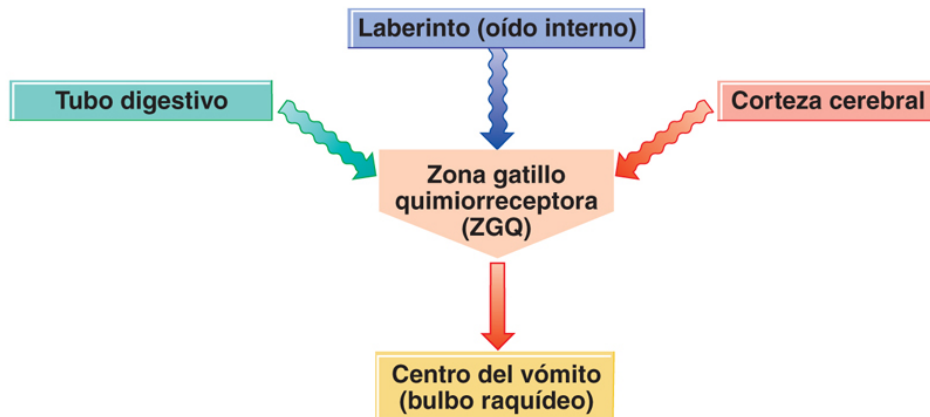 Laberinto (oído interno)
Tubo digestivo
Corteza cerebral
Zona gatillo
quimiorreceptora
(ZGQ)
Centro del vómito
(bulbo raquídeo)